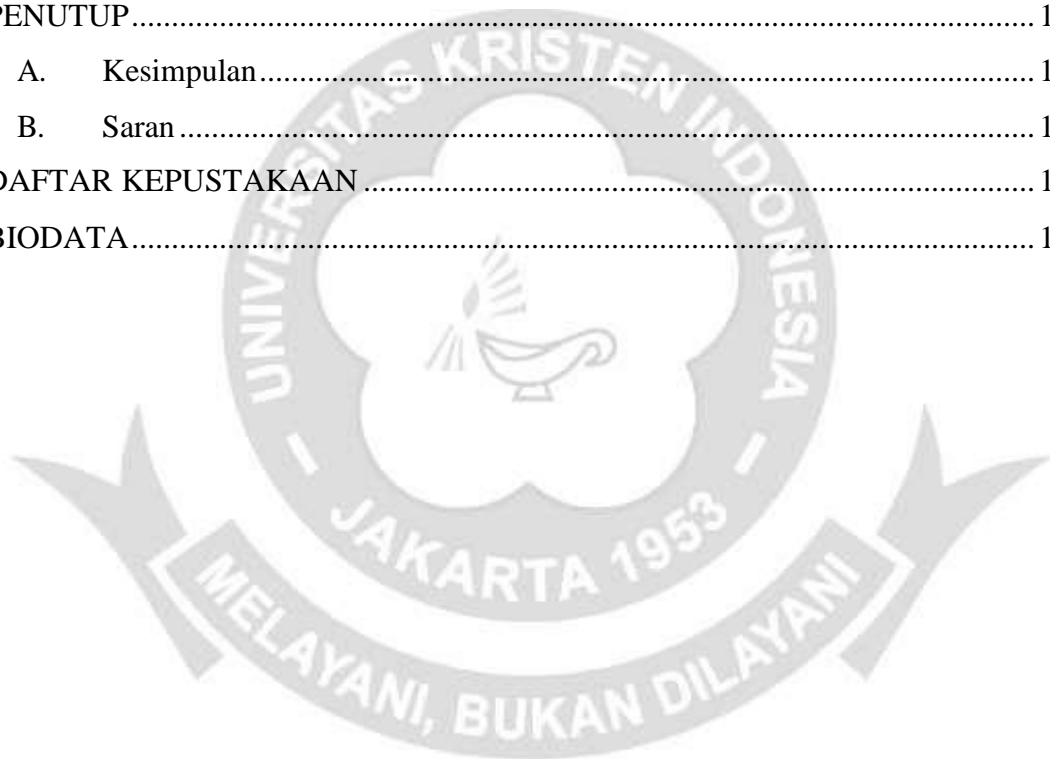 PENUTUP.......... 1
A. Kesimpulan.......... 1
B. Saran.......... 1
DAFTAR KEPUSTAKAAN.......... 1
BIODATA.......... 1
UNIVERSITAS KRISTEN INDONESIA
JAKARTA 1953
MELAYANI, BUKAN DILAYANI